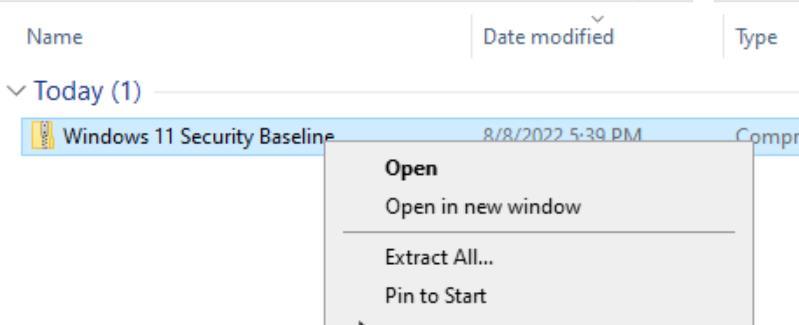 Name Date modified Type
Today (1)
Windows 11 Security Baseline 8/8/2022 5:39 PM Compr
Open
Open in new window
Extract All...
Pin to Start